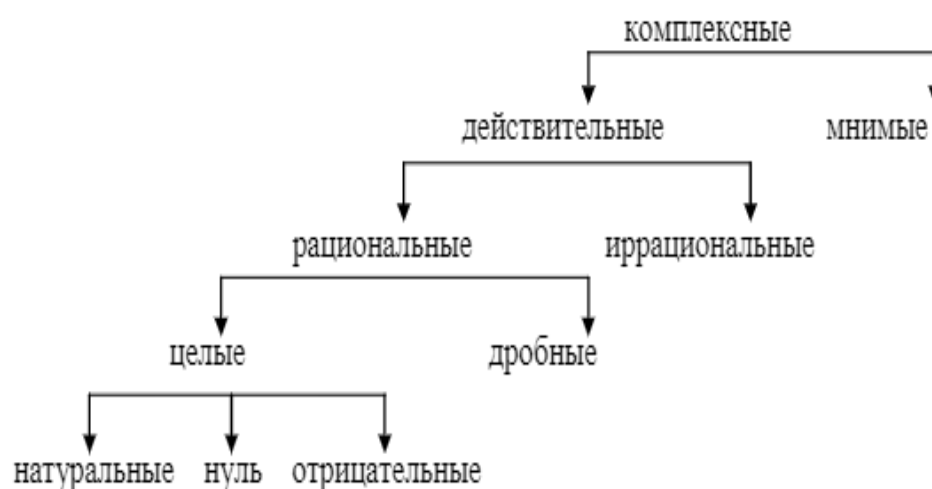 комплексные
действительные мнимые
рациональные иррациональные
целые дробные
натуральные нуль отрицательные